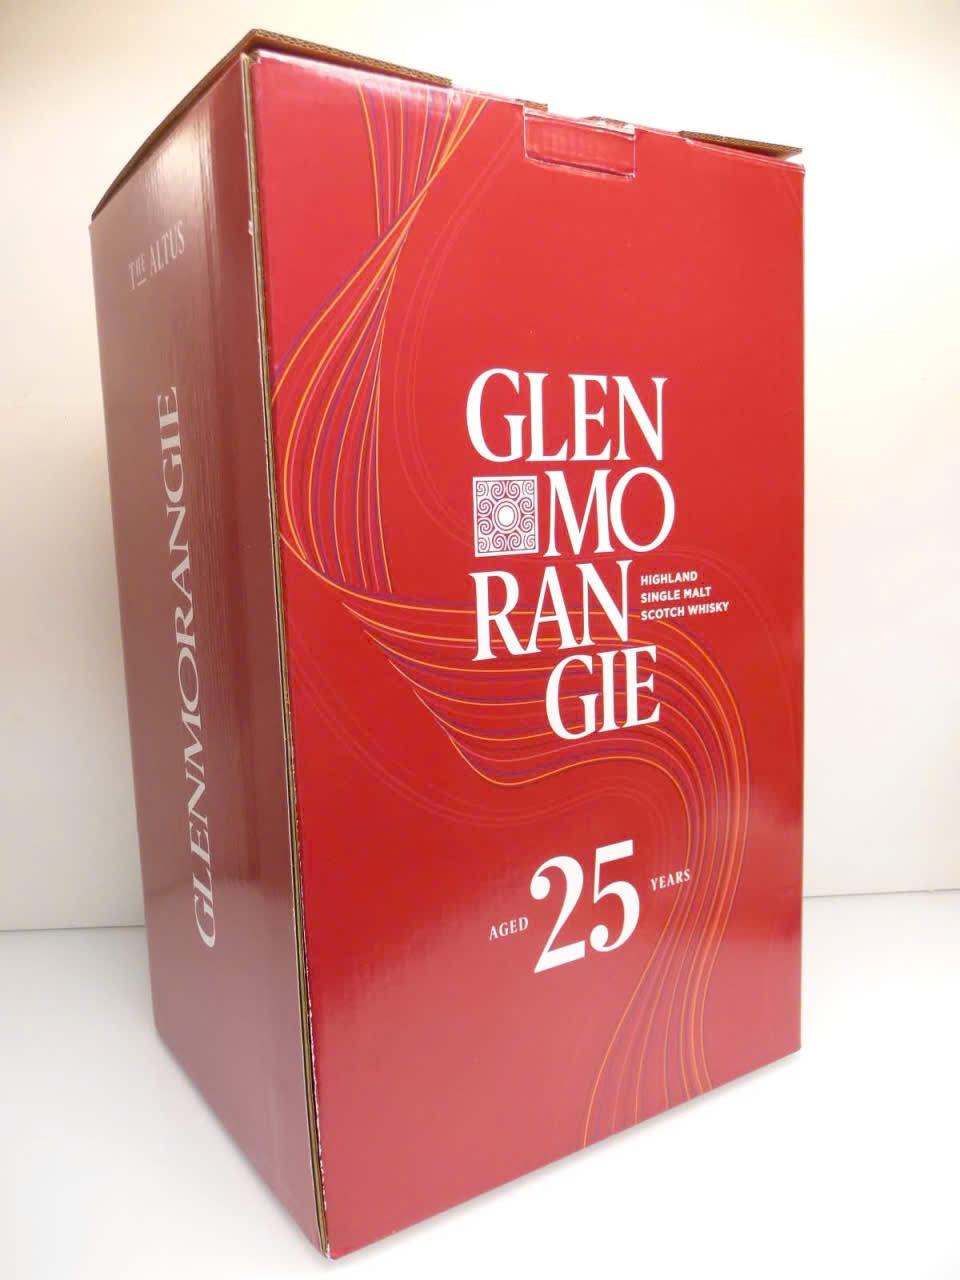 THE ALTUS
GLENMORANGIE
GLEN
MO
RAN
GIE
HIGHLAND
SINGLE MALT
SCOTCH WHISKY
AGED 25 YEARS